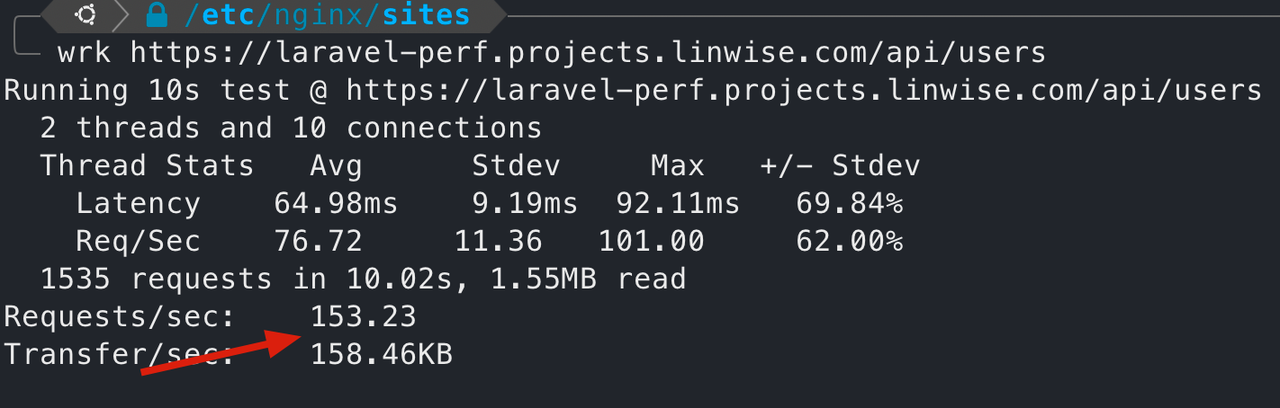 /etc/nginx/sites
wrk https://laravel-perf.projects.linwise.com/api/users
Running 10s test @ https://laravel-perf.projects.linwise.com/api/users
2 threads and 10 connections
Thread Stats Avg Stdev Max +/- Stdev
Latency 64.98ms 9.19ms 92.11ms 69.84%
Req/Sec 76.72 11.36 101.00 62.00%
1535 requests in 10.02s, 1.55MB read
Requests/sec: 153.23
Transfer/sec: 158.46KB